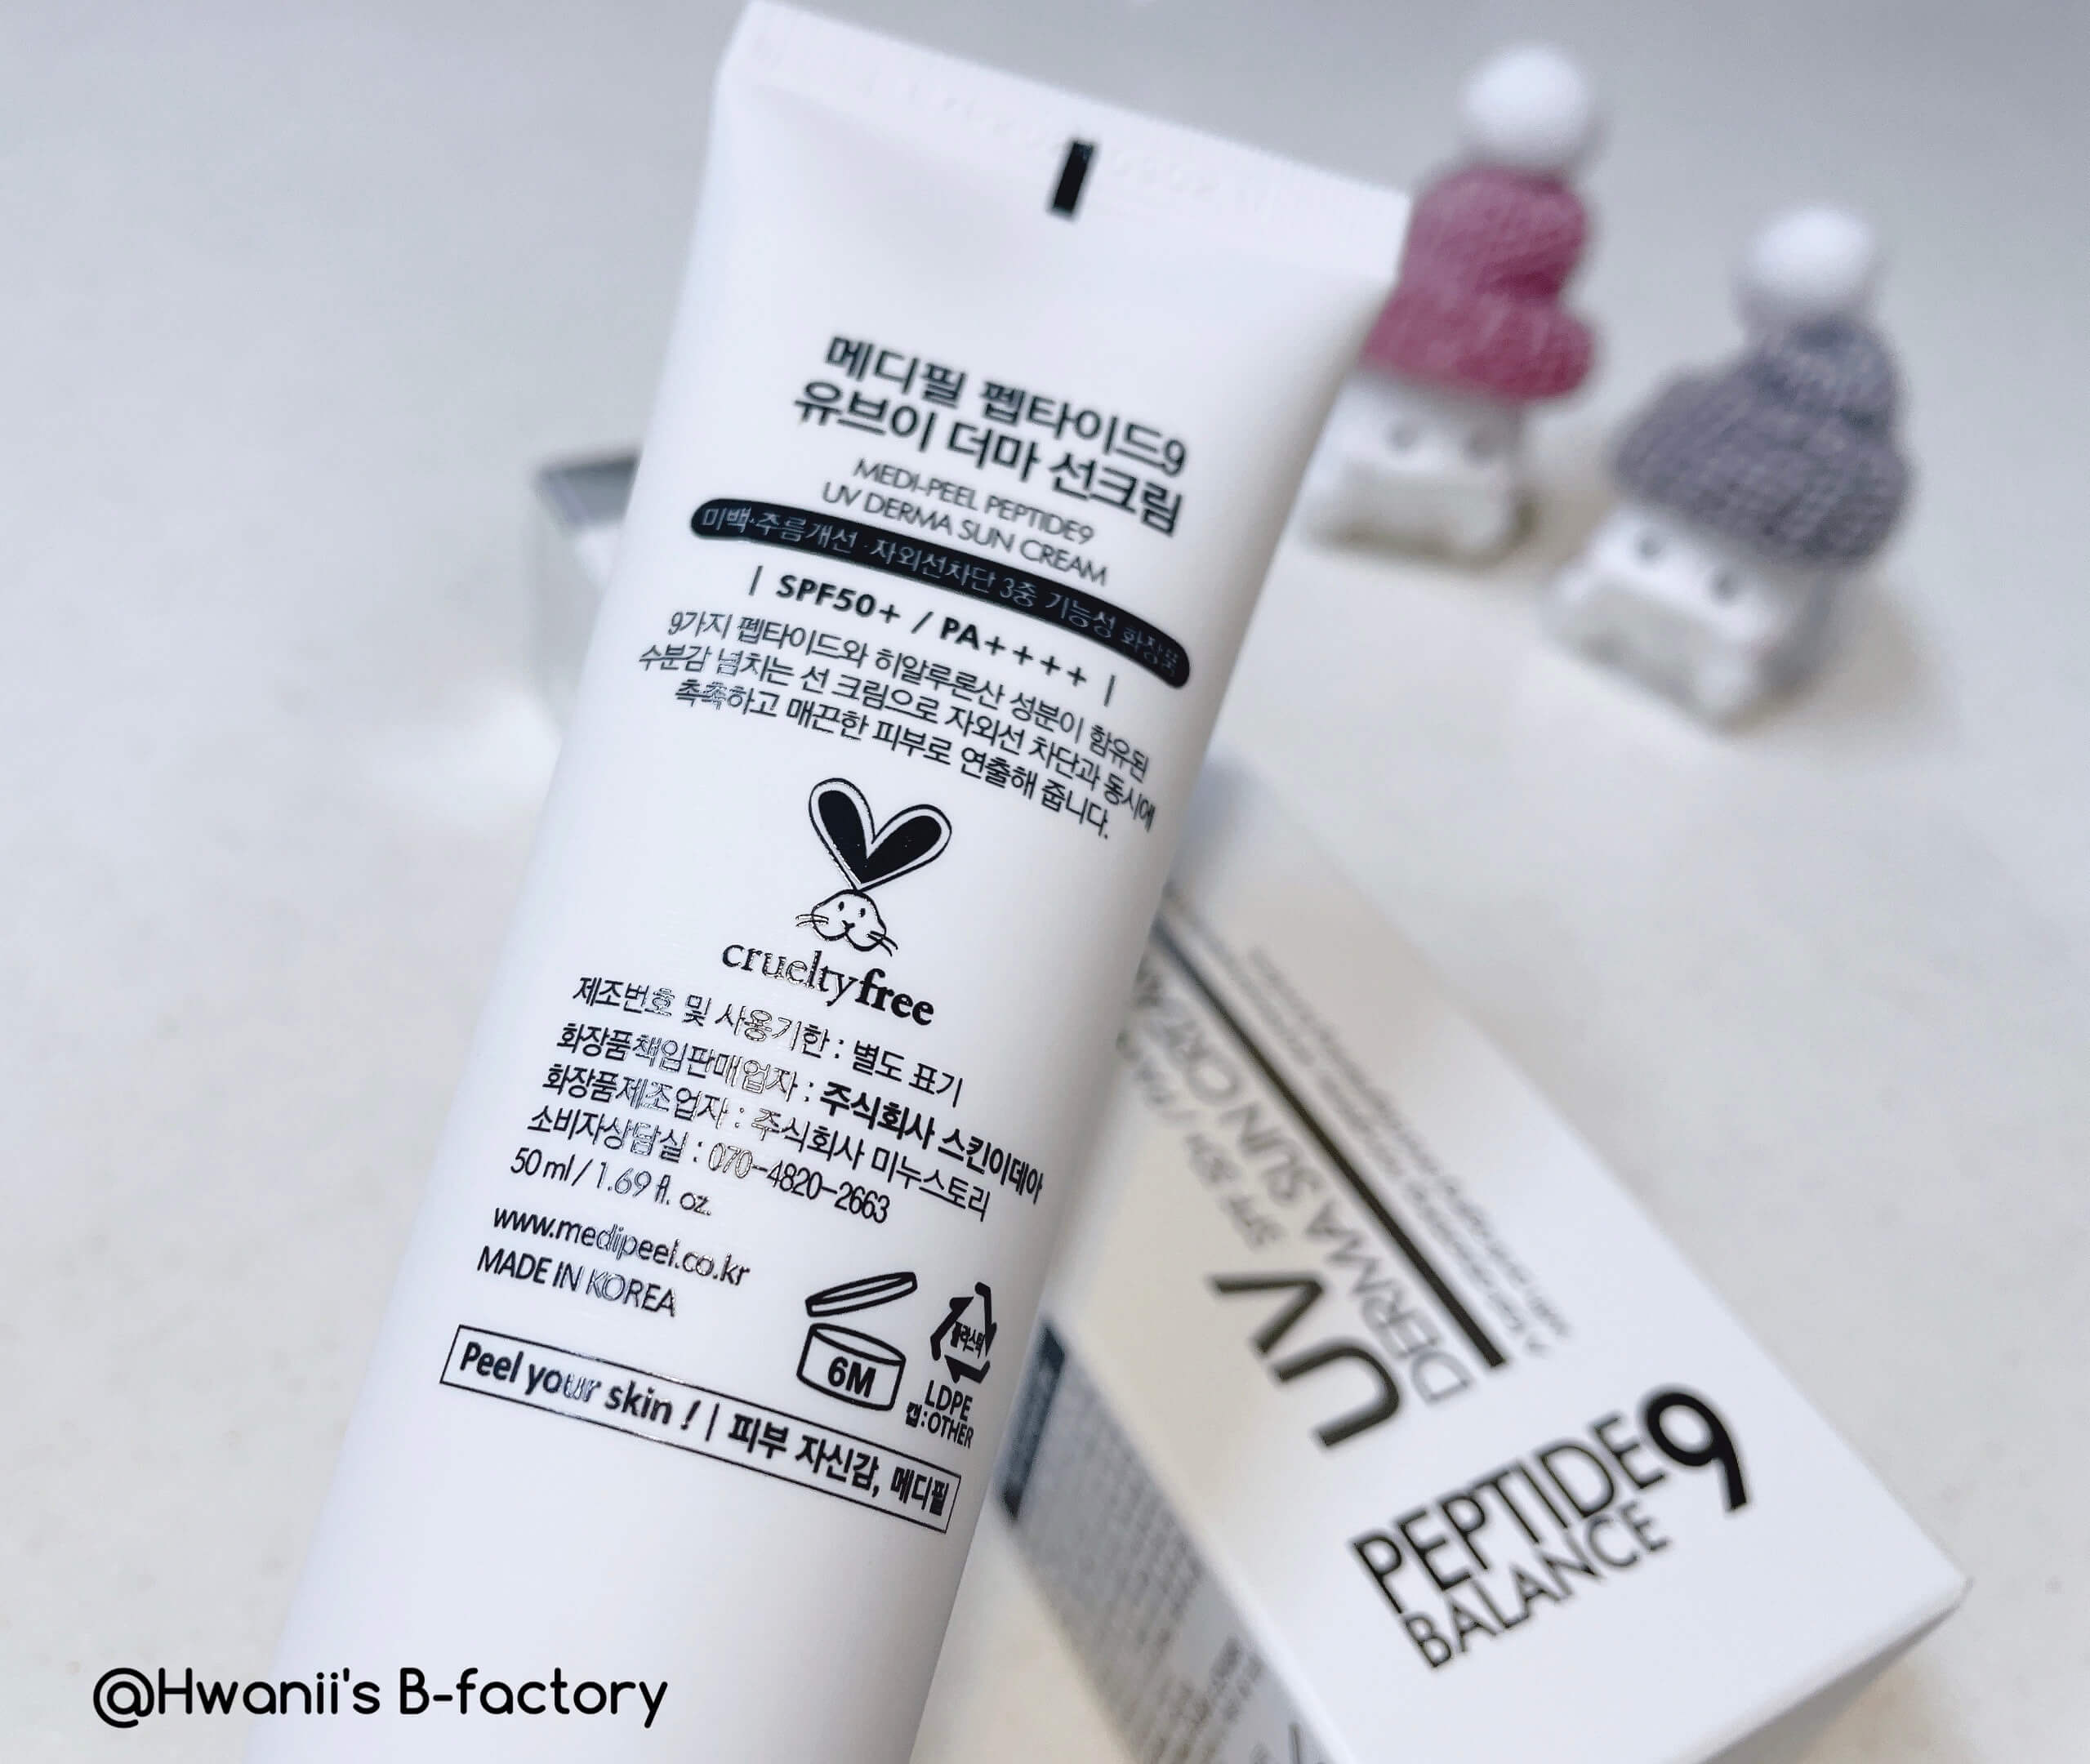 메디필 펩타이드9
유브이 더마 선크림
MEDI-PEEL PEPTIDE9
UV DERMA SUN CREAM
미백·주름개선·자외선차단 3중 기능성 화장품
| SPF50+ / PA++++ |
9가지 펩타이드와 히알루론산 성분이 함유된
수분감 넘치는 선 크림으로 자외선 차단과 동시에
촉촉하고 매끈한 피부로 연출해 줍니다.
crueltyfree
제조번호 및 사용기한 : 별도 표기
화장품책임판매업자 : 주식회사 스킨이데아
화장품제조업자 : 주식회사 미누스토리
소비자상담실 : 070-4820-2663
50 ml / 1.69 fl. oz.
www.medipeel.co.kr
MADE IN KOREA
6M
플라스틱
LDPE
캡:OTHER
Peel your skin ! | 피부 자신감, 메디필
UV
SPF 50+ / PA
DERMA SUN CRE
PEPTIDE9
BALANCE
@Hwanii's B-factory